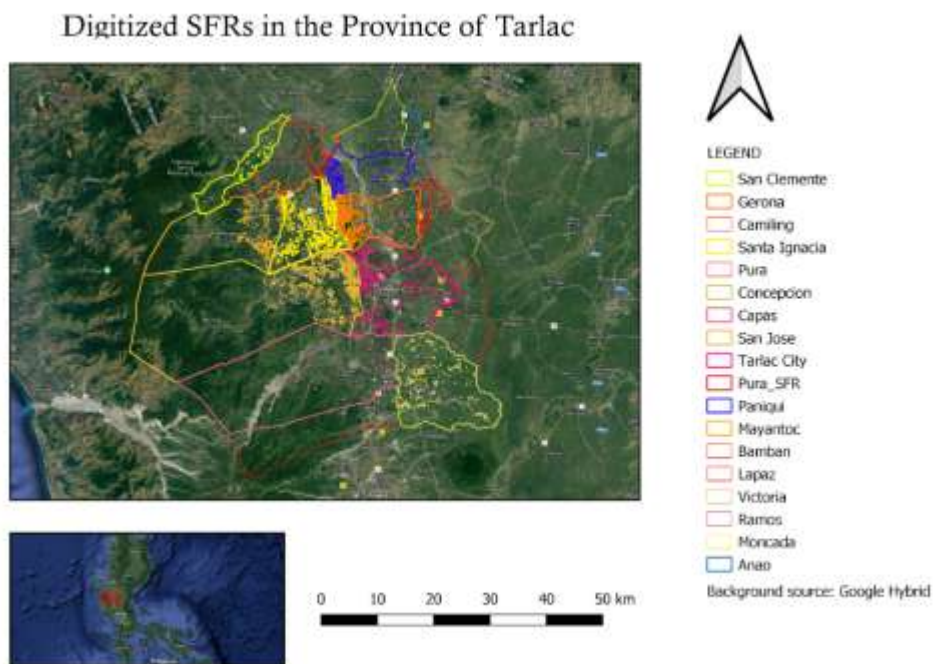 Digitized SFRs in the Province of Tarlac
LEGEND
San Clemente
Gerona
Camiling
Santa Ignacia
Pura
Concepcion
Capas
San Jose
Tarlac City
Pura_SFR
Paniqui
Mayantoc
Bamban
Lapaz
Victoria
Ramos
Moncada
Anao
Background source: Google Hybrid
0 10 20 30 40 50 km